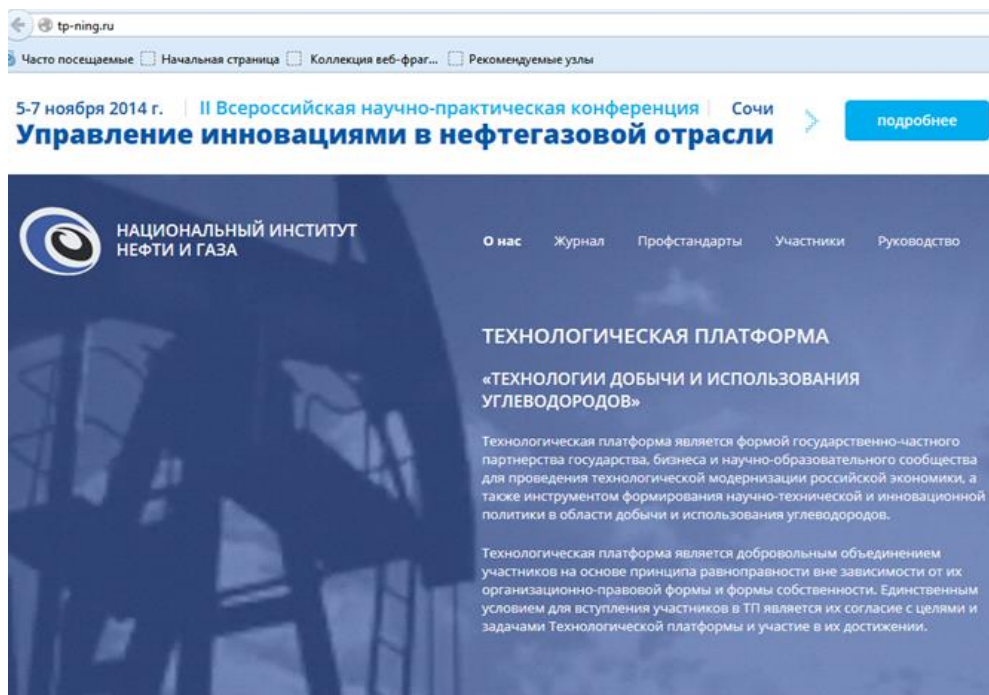 tp-ning.ru
Часто посещаемые Начальная страница Коллекция веб-фраг... Рекомендуемые узлы
5-7 ноября 2014 г. II Всероссийская научно-практическая конференция Сочи
Управление инновациями в нефтегазовой отрасли
подробнее
НАЦИОНАЛЬНЫЙ ИНСТИТУТ
НЕФТИ И ГАЗА
О нас Журнал Профстандарты Участники Руководство
ТЕХНОЛОГИЧЕСКАЯ ПЛАТФОРМА
«ТЕХНОЛОГИИ ДОБЫЧИ И ИСПОЛЬЗОВАНИЯ
УГЛЕВОДОРОДОВ»
Технологическая платформа является формой государственно-частного
партнерства государства, бизнеса и научно-образовательного сообщества
для проведения технологической модернизации российской экономики, а
также инструментом формирования научно-технической и инновационной
политики в области добычи и использования углеводородов.
Технологическая платформа является добровольным объединением
участников на основе принципа равноправности вне зависимости от их
организационно-правовой формы и формы собственности. Единственным
условием для вступления участников в ТП является их согласие с целями и
задачами Технологической платформы и участие в их достижении.